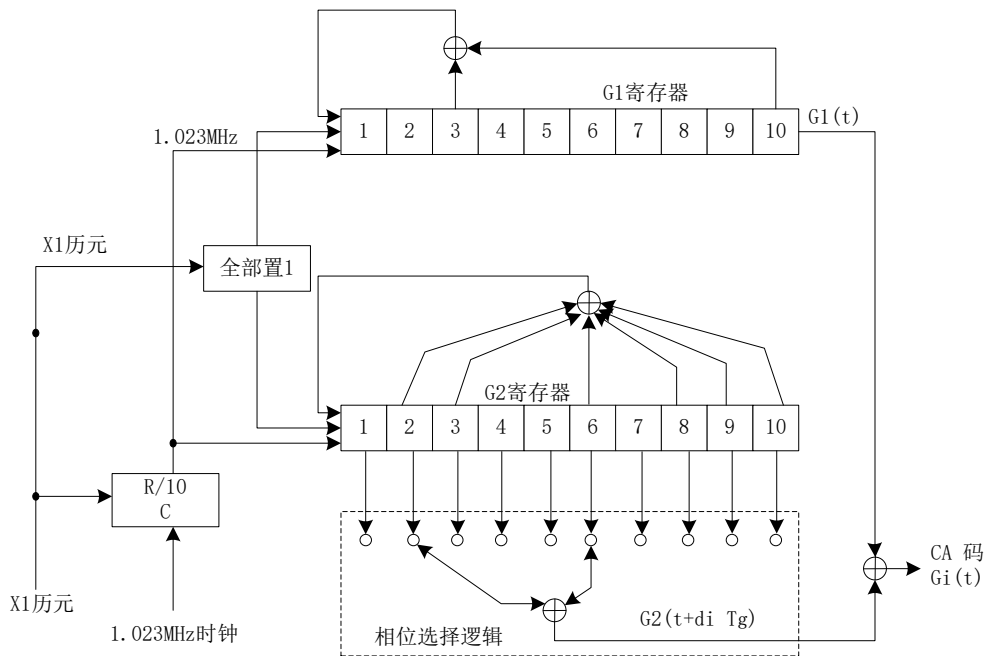 G1寄存器
1 2 3 4 5 6 7 8 9 10
G1(t)
1.023MHz
X1历元
全部置1
G2寄存器
1 2 3 4 5 6 7 8 9 10
R/10
C
CA 码
Gi(t)
X1历元
1.023MHz时钟
相位选择逻辑
G2(t+di Tg)